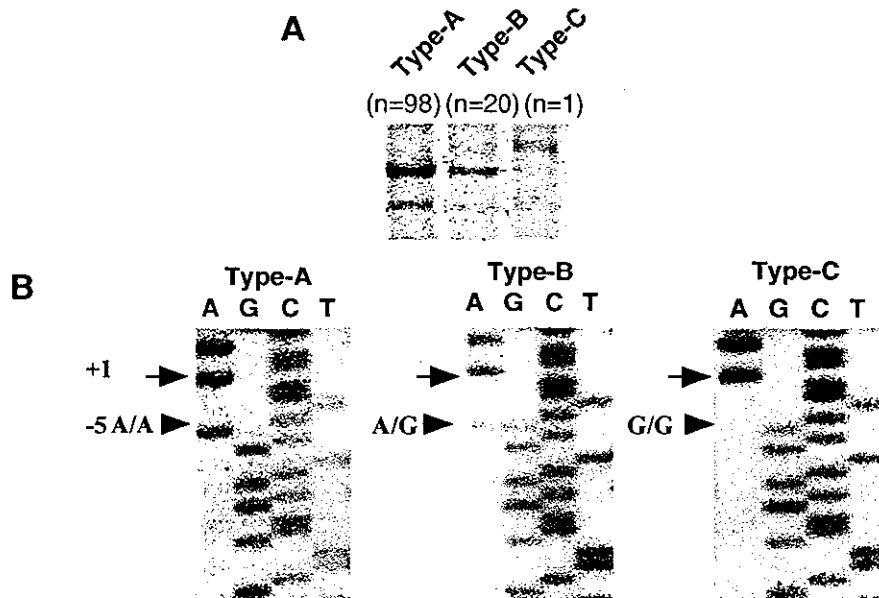 A
Type-A Type-B Type-C
(n=98) (n=20) (n=1)
B
Type-A Type-B Type-C
A G C T A G C T A G C T
+1
-5 A/A A/G G/G